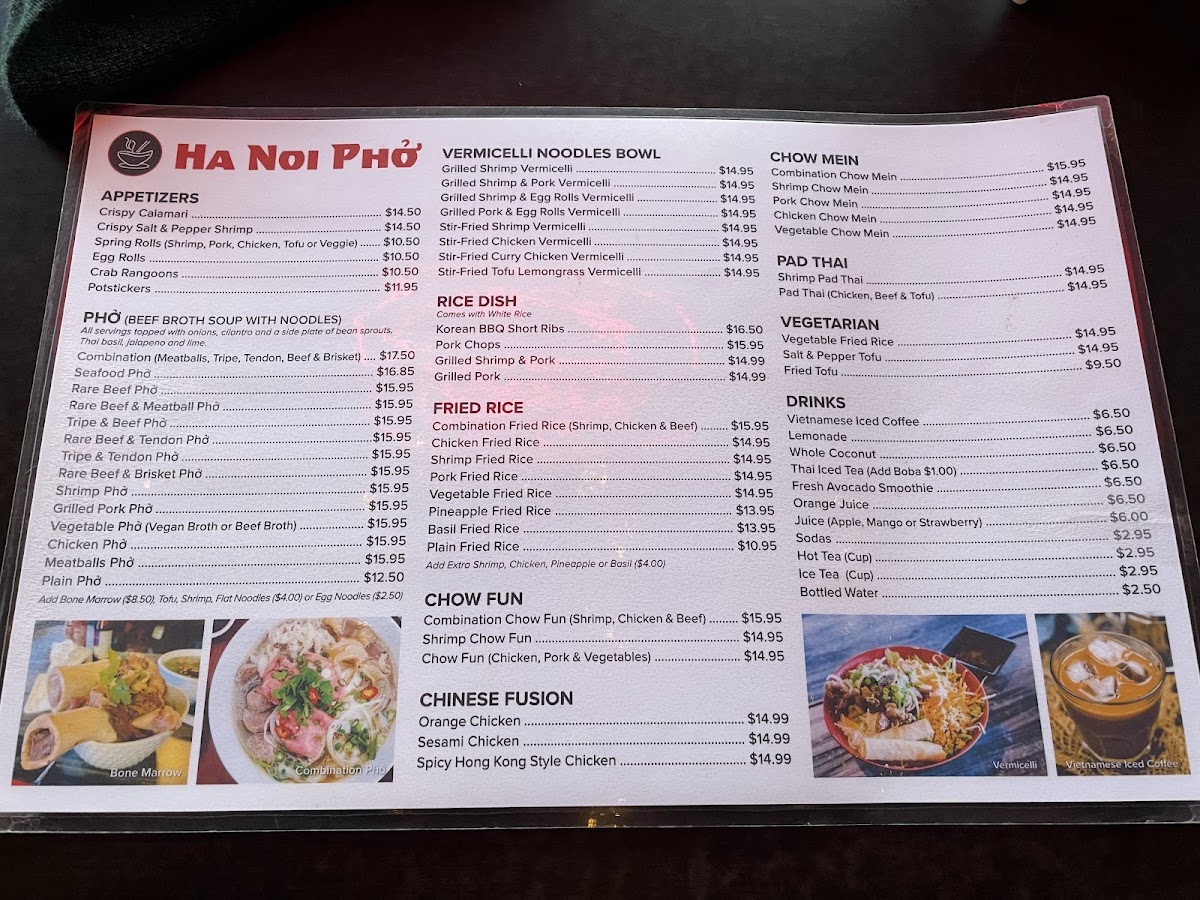 HA NOI PHỞ
APPETIZERS
Crispy Calamari $14.50
Crispy Salt & Pepper Shrimp $14.50
Spring Rolls (Shrimp, Pork, Chicken, Tofu or Veggie) $10.50
Egg Rolls $10.50
Crab Rangoons $10.50
Potstickers $11.95
PHỞ (BEEF BROTH SOUP WITH NOODLES)
All servings topped with onions, cilantro and a side plate of bean sprouts,
Thai basil, jalapeno and lime.
Combination (Meatballs, Tripe, Tendon, Beef & Brisket) $17.50
Seafood Phở $16.85
Rare Beef Phở $15.95
Rare Beef & Meatball Phở $15.95
Tripe & Beef Phở $15.95
Rare Beef & Tendon Phở $15.95
Tripe & Tendon Phở $15.95
Rare Beef & Brisket Phở $15.95
Shrimp Phở $15.95
Grilled Pork Phở $15.95
Vegetable Phở (Vegan Broth or Beef Broth) $15.95
Chicken Phở $15.95
Meatballs Phở $15.95
Plain Phở $12.50
Add Bone Marrow ($8.50), Tofu, Shrimp, Flat Noodles ($4.00) or Egg Noodles ($2.50)
Bone Marrow
Combination Phở
VERMICELLI NOODLES BOWL
Grilled Shrimp Vermicelli $14.95
Grilled Shrimp & Pork Vermicelli $14.95
Grilled Shrimp & Egg Rolls Vermicelli $14.95
Grilled Pork & Egg Rolls Vermicelli $14.95
Stir-Fried Shrimp Vermicelli $14.95
Stir-Fried Chicken Vermicelli $14.95
Stir-Fried Curry Chicken Vermicelli $14.95
Stir-Fried Tofu Lemongrass Vermicelli $14.95
RICE DISH
Comes with White Rice
Korean BBQ Short Ribs $16.50
Pork Chops $15.95
Grilled Shrimp & Pork $14.99
Grilled Pork $14.99
FRIED RICE
Combination Fried Rice (Shrimp, Chicken & Beef) $15.95
Chicken Fried Rice $14.95
Shrimp Fried Rice $14.95
Pork Fried Rice $14.95
Vegetable Fried Rice $14.95
Pineapple Fried Rice $13.95
Basil Fried Rice $13.95
Plain Fried Rice $10.95
Add Extra Shrimp, Chicken, Pineapple or Basil ($4.00)
CHOW FUN
Combination Chow Fun (Shrimp, Chicken & Beef) $15.95
Shrimp Chow Fun $14.95
Chow Fun (Chicken, Pork & Vegetables) $14.95
CHINESE FUSION
Orange Chicken $14.99
Sesami Chicken $14.99
Spicy Hong Kong Style Chicken $14.99
CHOW MEIN
Combination Chow Mein $15.95
Shrimp Chow Mein $14.95
Pork Chow Mein $14.95
Chicken Chow Mein $14.95
Vegetable Chow Mein $14.95
PAD THAI
Shrimp Pad Thai $14.95
Pad Thai (Chicken, Beef & Tofu) $14.95
VEGETARIAN
Vegetable Fried Rice $14.95
Salt & Pepper Tofu $14.95
Fried Tofu $9.50
DRINKS
Vietnamese Iced Coffee $6.50
Lemonade $6.50
Whole Coconut $6.50
Thai Iced Tea (Add Boba $1.00) $6.50
Fresh Avocado Smoothie $6.50
Orange Juice $6.50
Juice (Apple, Mango or Strawberry) $6.00
Sodas $2.95
Hot Tea (Cup) $2.95
Ice Tea (Cup) $2.95
Bottled Water $2.50
Vermicelli
Vietnamese Iced Coffee